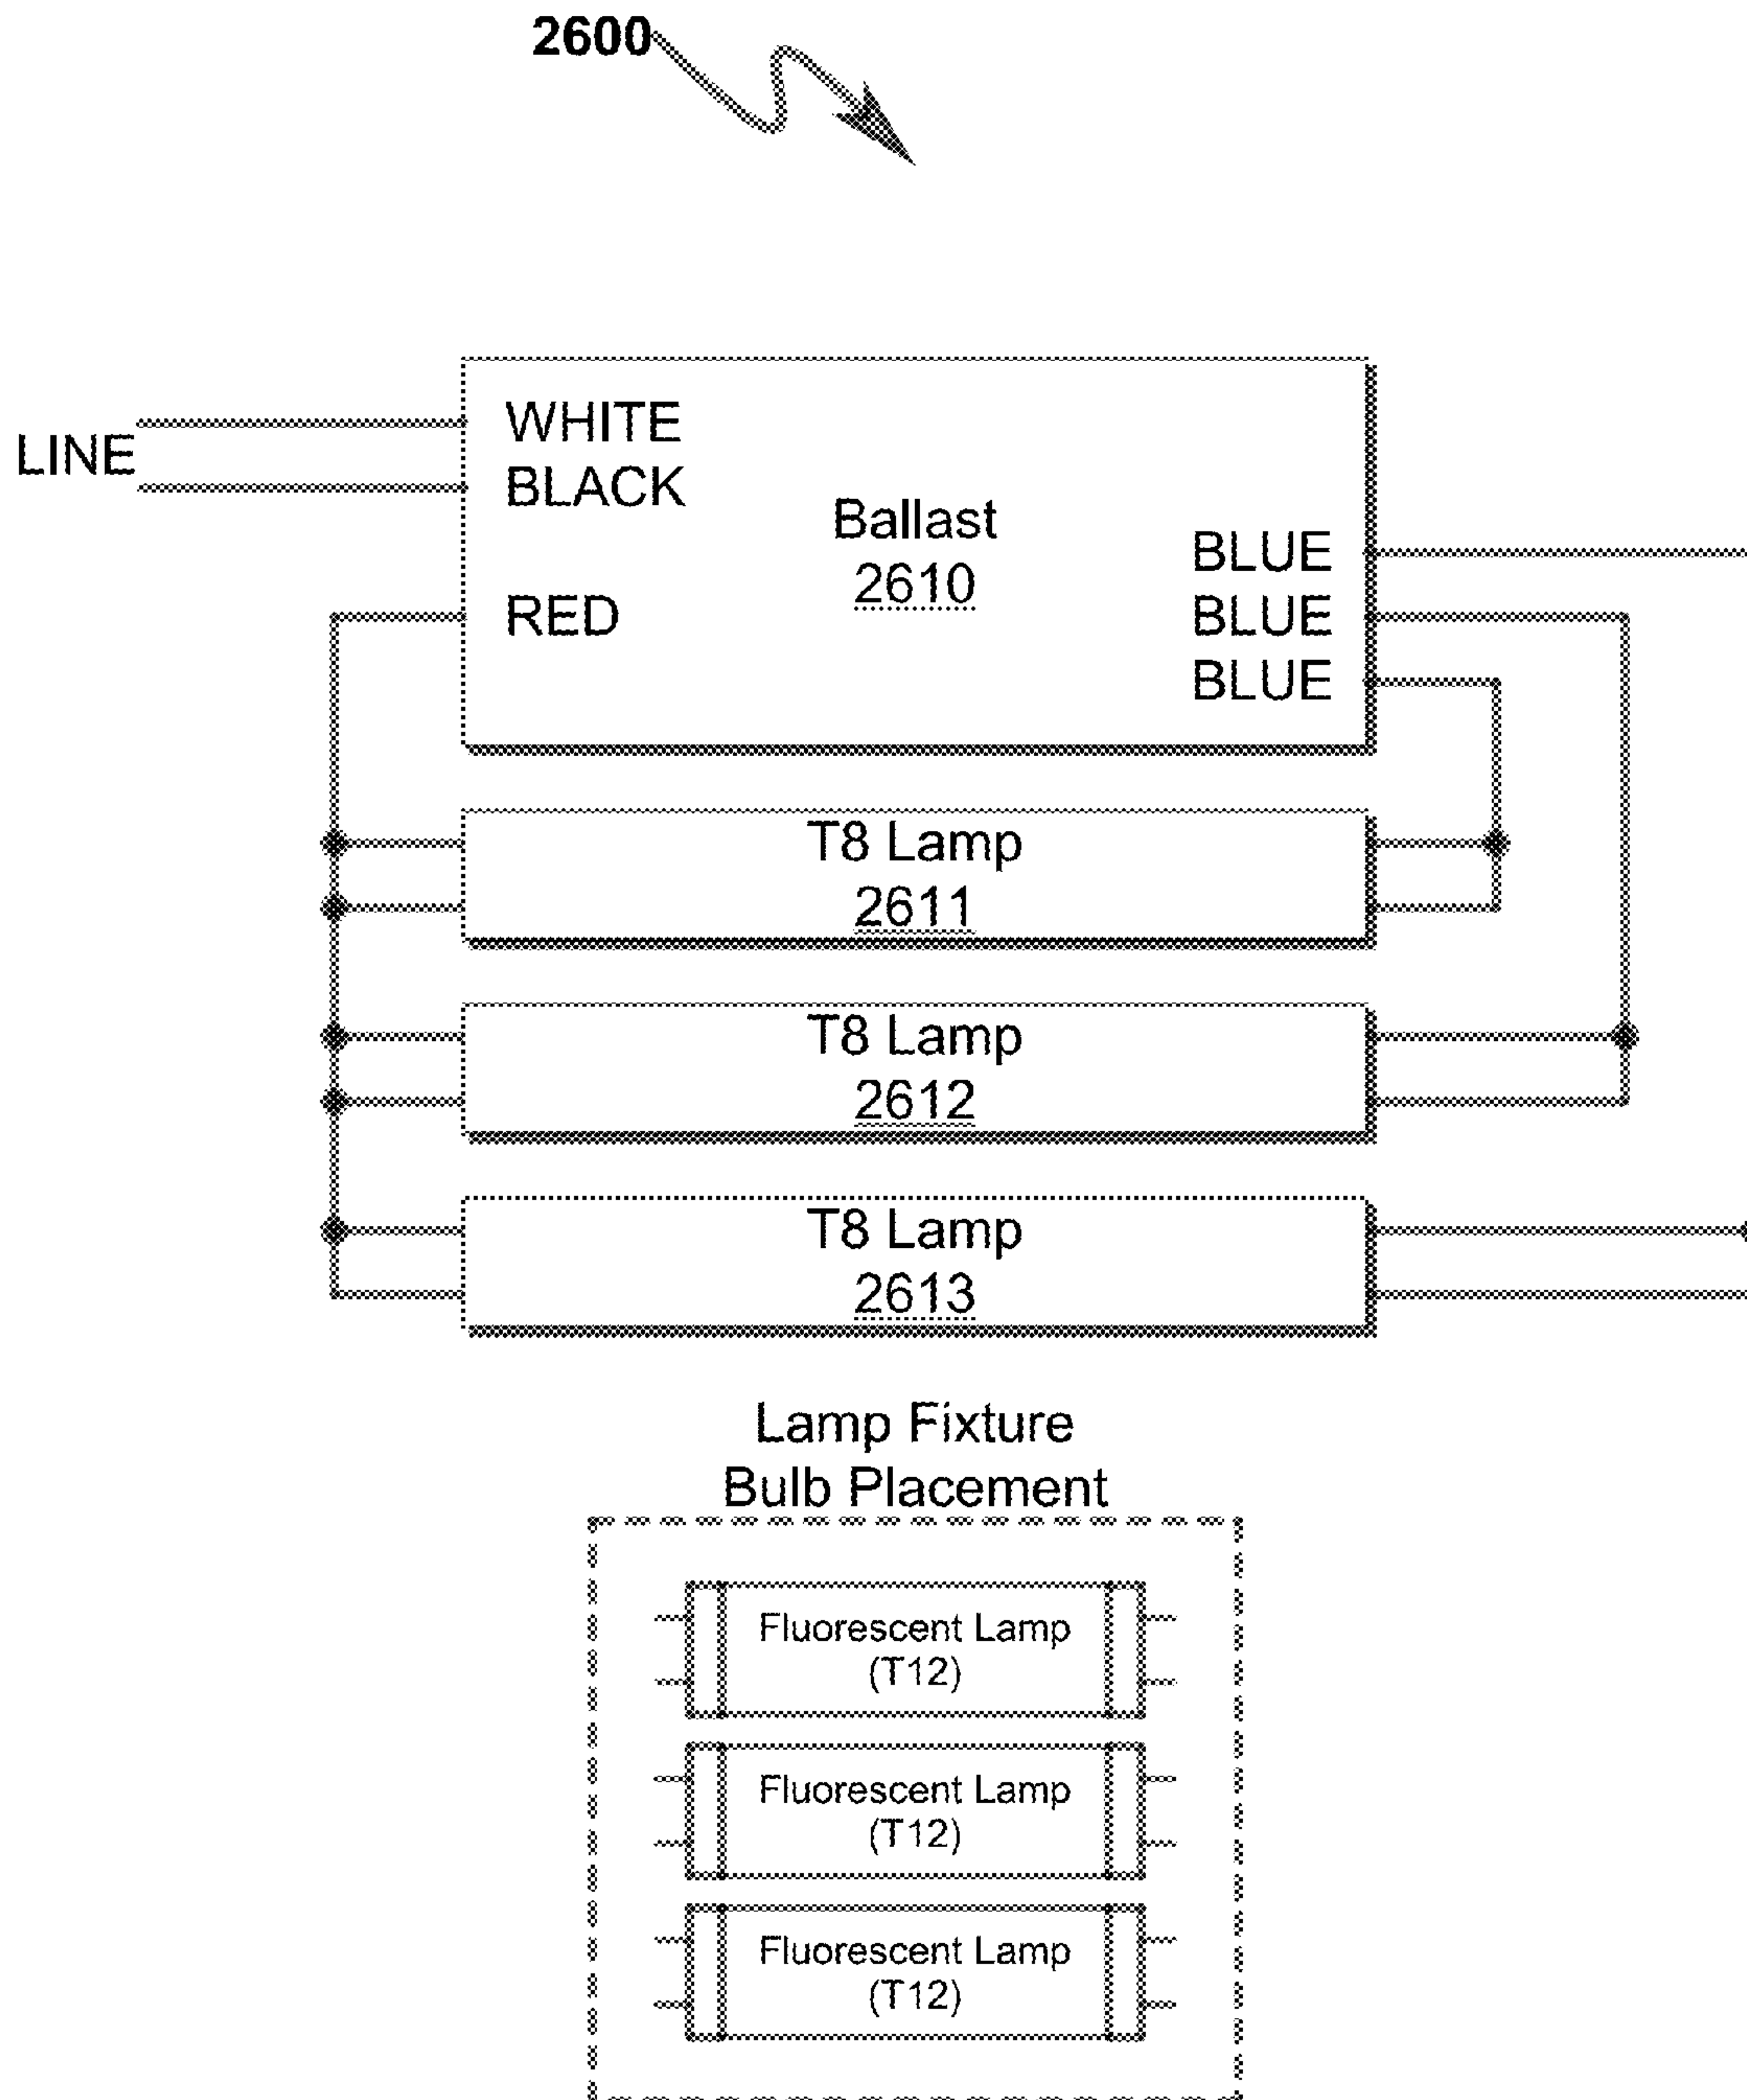 2600
LINE
WHITE
BLACK
RED
Ballast
2610
BLUE
BLUE
BLUE
T8 Lamp
2611
T8 Lamp
2612
T8 Lamp
2613
Lamp Fixture
Bulb Placement
Fluorescent Lamp
(T12)
Fluorescent Lamp
(T12)
Fluorescent Lamp
(T12)